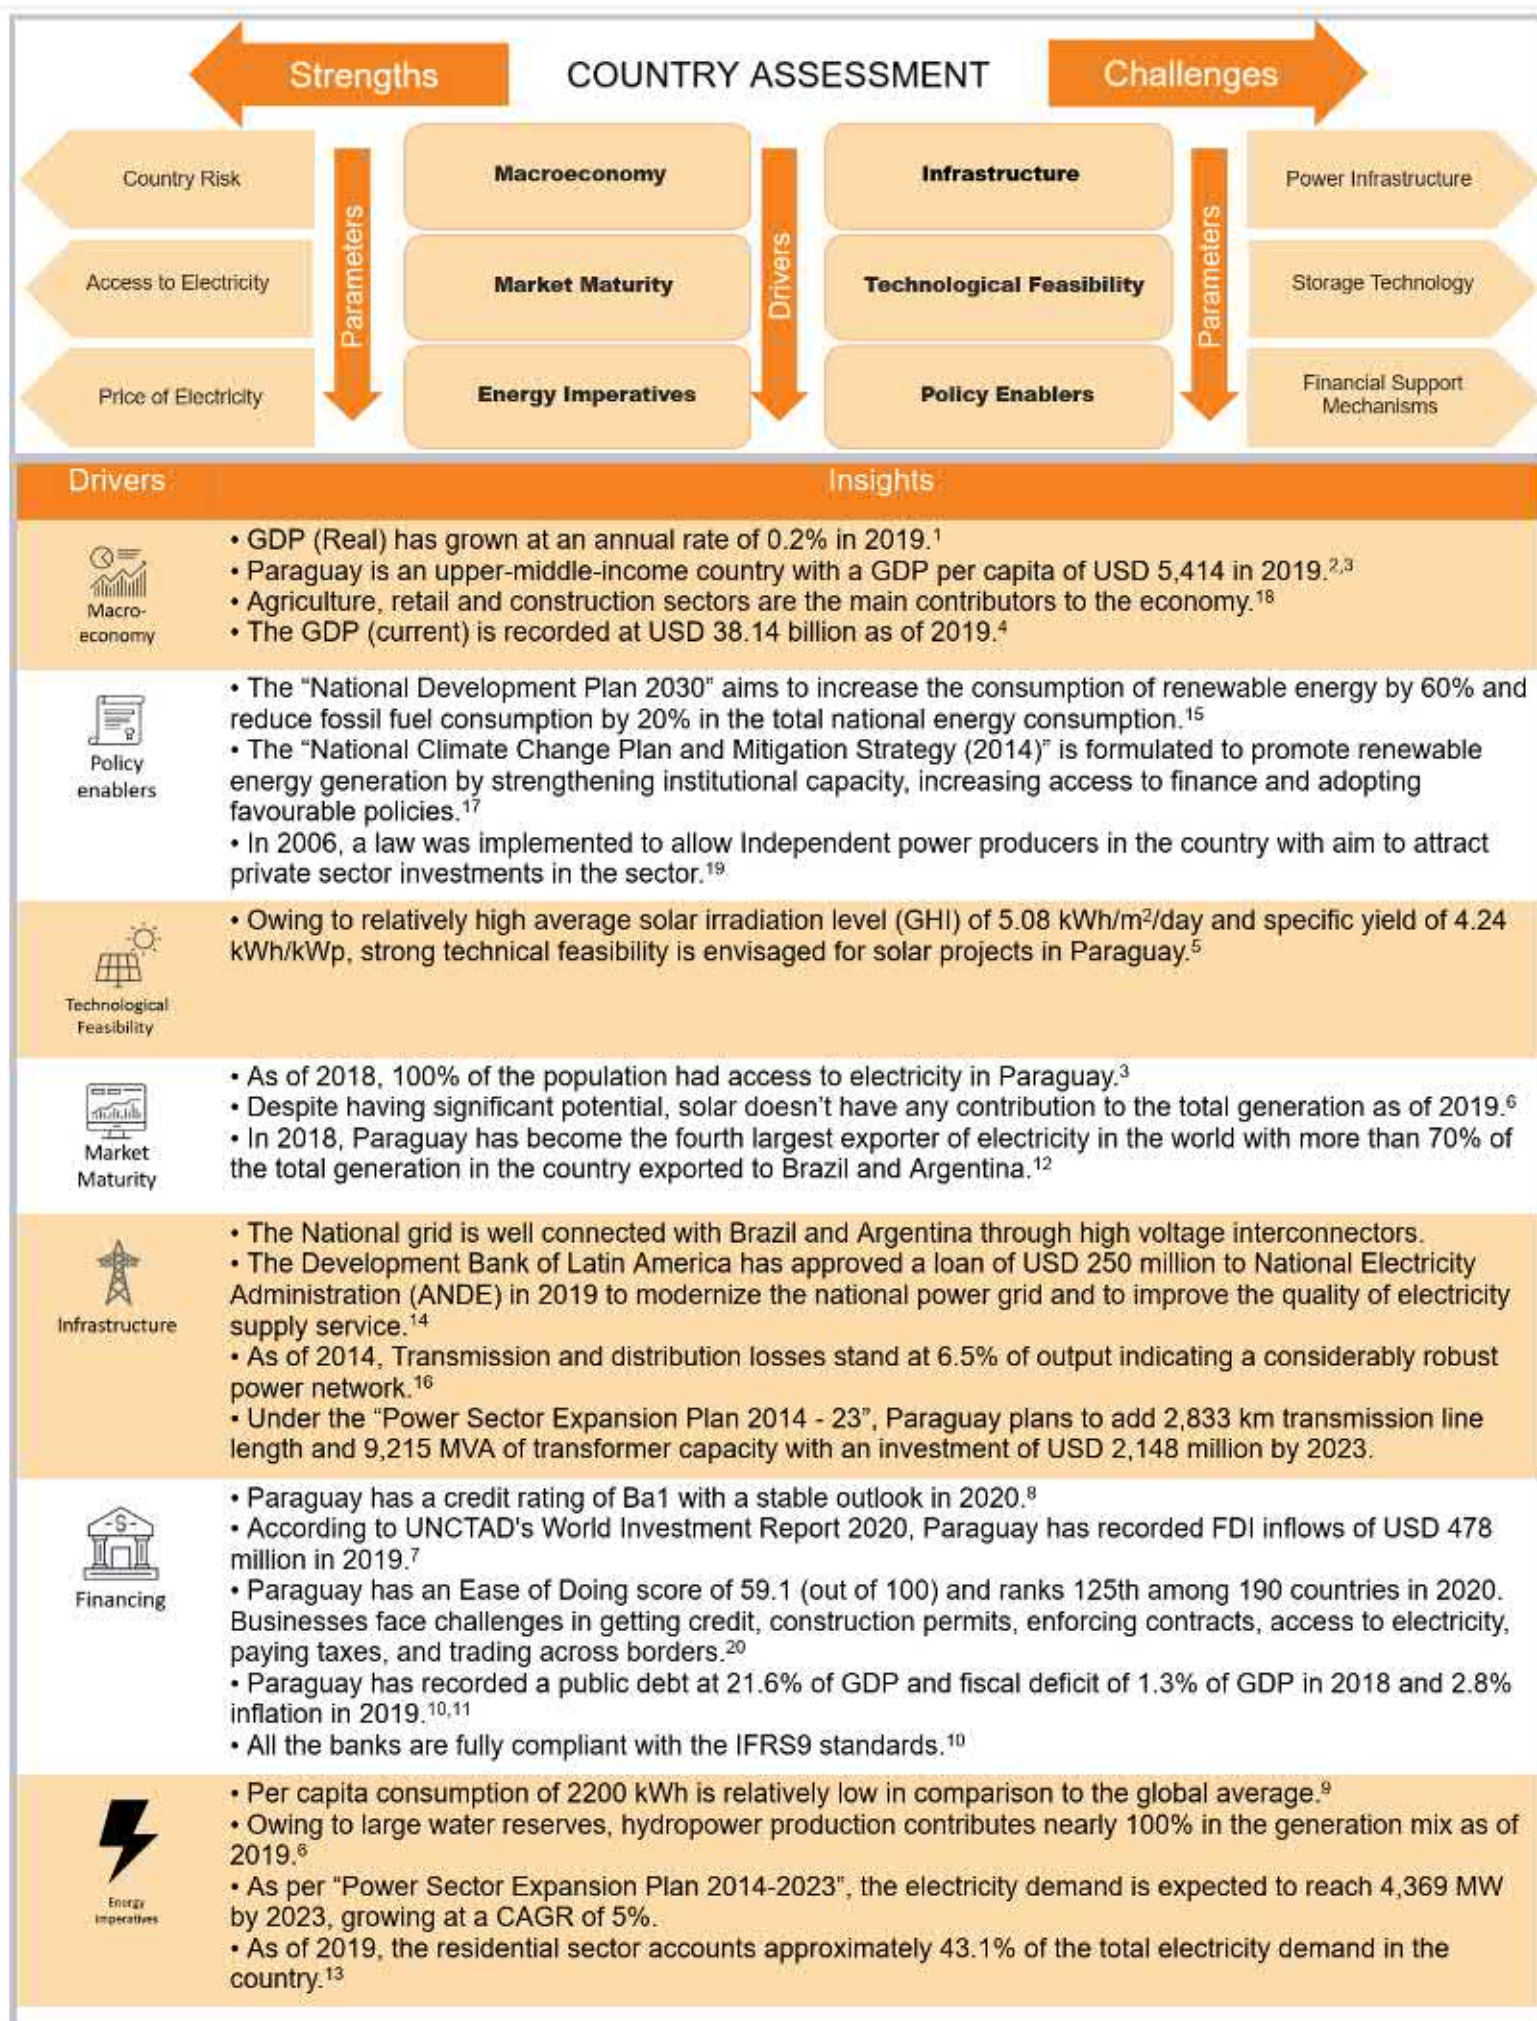 Strengths
COUNTRY ASSESSMENT
Challenges
Country Risk
Access to Electricity
Price of Electricity
Parameters
Macroeconomy
Market Maturity
Energy Imperatives
Drivers
Infrastructure
Technological Feasibility
Policy Enablers
Parameters
Power Infrastructure
Storage Technology
Financial Support
Mechanisms
Drivers
Insights
Macro-
economy
• GDP (Real) has grown at an annual rate of 0.2% in 2019.¹
• Paraguay is an upper-middle-income country with a GDP per capita of USD 5,414 in 2019.²,³
• Agriculture, retail and construction sectors are the main contributors to the economy.¹⁸
• The GDP (current) is recorded at USD 38.14 billion as of 2019.⁴
Policy
enablers
• The “National Development Plan 2030” aims to increase the consumption of renewable energy by 60% and
reduce fossil fuel consumption by 20% in the total national energy consumption.¹⁵
• The “National Climate Change Plan and Mitigation Strategy (2014)” is formulated to promote renewable
energy generation by strengthening institutional capacity, increasing access to finance and adopting
favourable policies.¹⁷
• In 2006, a law was implemented to allow Independent power producers in the country with aim to attract
private sector investments in the sector.¹⁹
Technological
Feasibility
• Owing to relatively high average solar irradiation level (GHI) of 5.08 kWh/m²/day and specific yield of 4.24
kWh/kWp, strong technical feasibility is envisaged for solar projects in Paraguay.⁵
Market
Maturity
• As of 2018, 100% of the population had access to electricity in Paraguay.³
• Despite having significant potential, solar doesn't have any contribution to the total generation as of 2019.⁶
• In 2018, Paraguay has become the fourth largest exporter of electricity in the world with more than 70% of
the total generation in the country exported to Brazil and Argentina.¹²
Infrastructure
• The National grid is well connected with Brazil and Argentina through high voltage interconnectors.
• The Development Bank of Latin America has approved a loan of USD 250 million to National Electricity
Administration (ANDE) in 2019 to modernize the national power grid and to improve the quality of electricity
supply service.¹⁴
• As of 2014, Transmission and distribution losses stand at 6.5% of output indicating a considerably robust
power network.¹⁶
• Under the “Power Sector Expansion Plan 2014 - 23”, Paraguay plans to add 2,833 km transmission line
length and 9,215 MVA of transformer capacity with an investment of USD 2,148 million by 2023.
-$-
Financing
• Paraguay has a credit rating of Ba1 with a stable outlook in 2020.⁸
• According to UNCTAD's World Investment Report 2020, Paraguay has recorded FDI inflows of USD 478
million in 2019.⁷
• Paraguay has an Ease of Doing score of 59.1 (out of 100) and ranks 125th among 190 countries in 2020.
Businesses face challenges in getting credit, construction permits, enforcing contracts, access to electricity,
paying taxes, and trading across borders.²⁰
• Paraguay has recorded a public debt at 21.6% of GDP and fiscal deficit of 1.3% of GDP in 2018 and 2.8%
inflation in 2019.¹⁰,¹¹
• All the banks are fully compliant with the IFRS9 standards.¹⁰
Energy
Imperatives
• Per capita consumption of 2200 kWh is relatively low in comparison to the global average.⁹
• Owing to large water reserves, hydropower production contributes nearly 100% in the generation mix as of
2019.⁶
• As per “Power Sector Expansion Plan 2014-2023”, the electricity demand is expected to reach 4,369 MW
by 2023, growing at a CAGR of 5%.
• As of 2019, the residential sector accounts approximately 43.1% of the total electricity demand in the
country.¹³